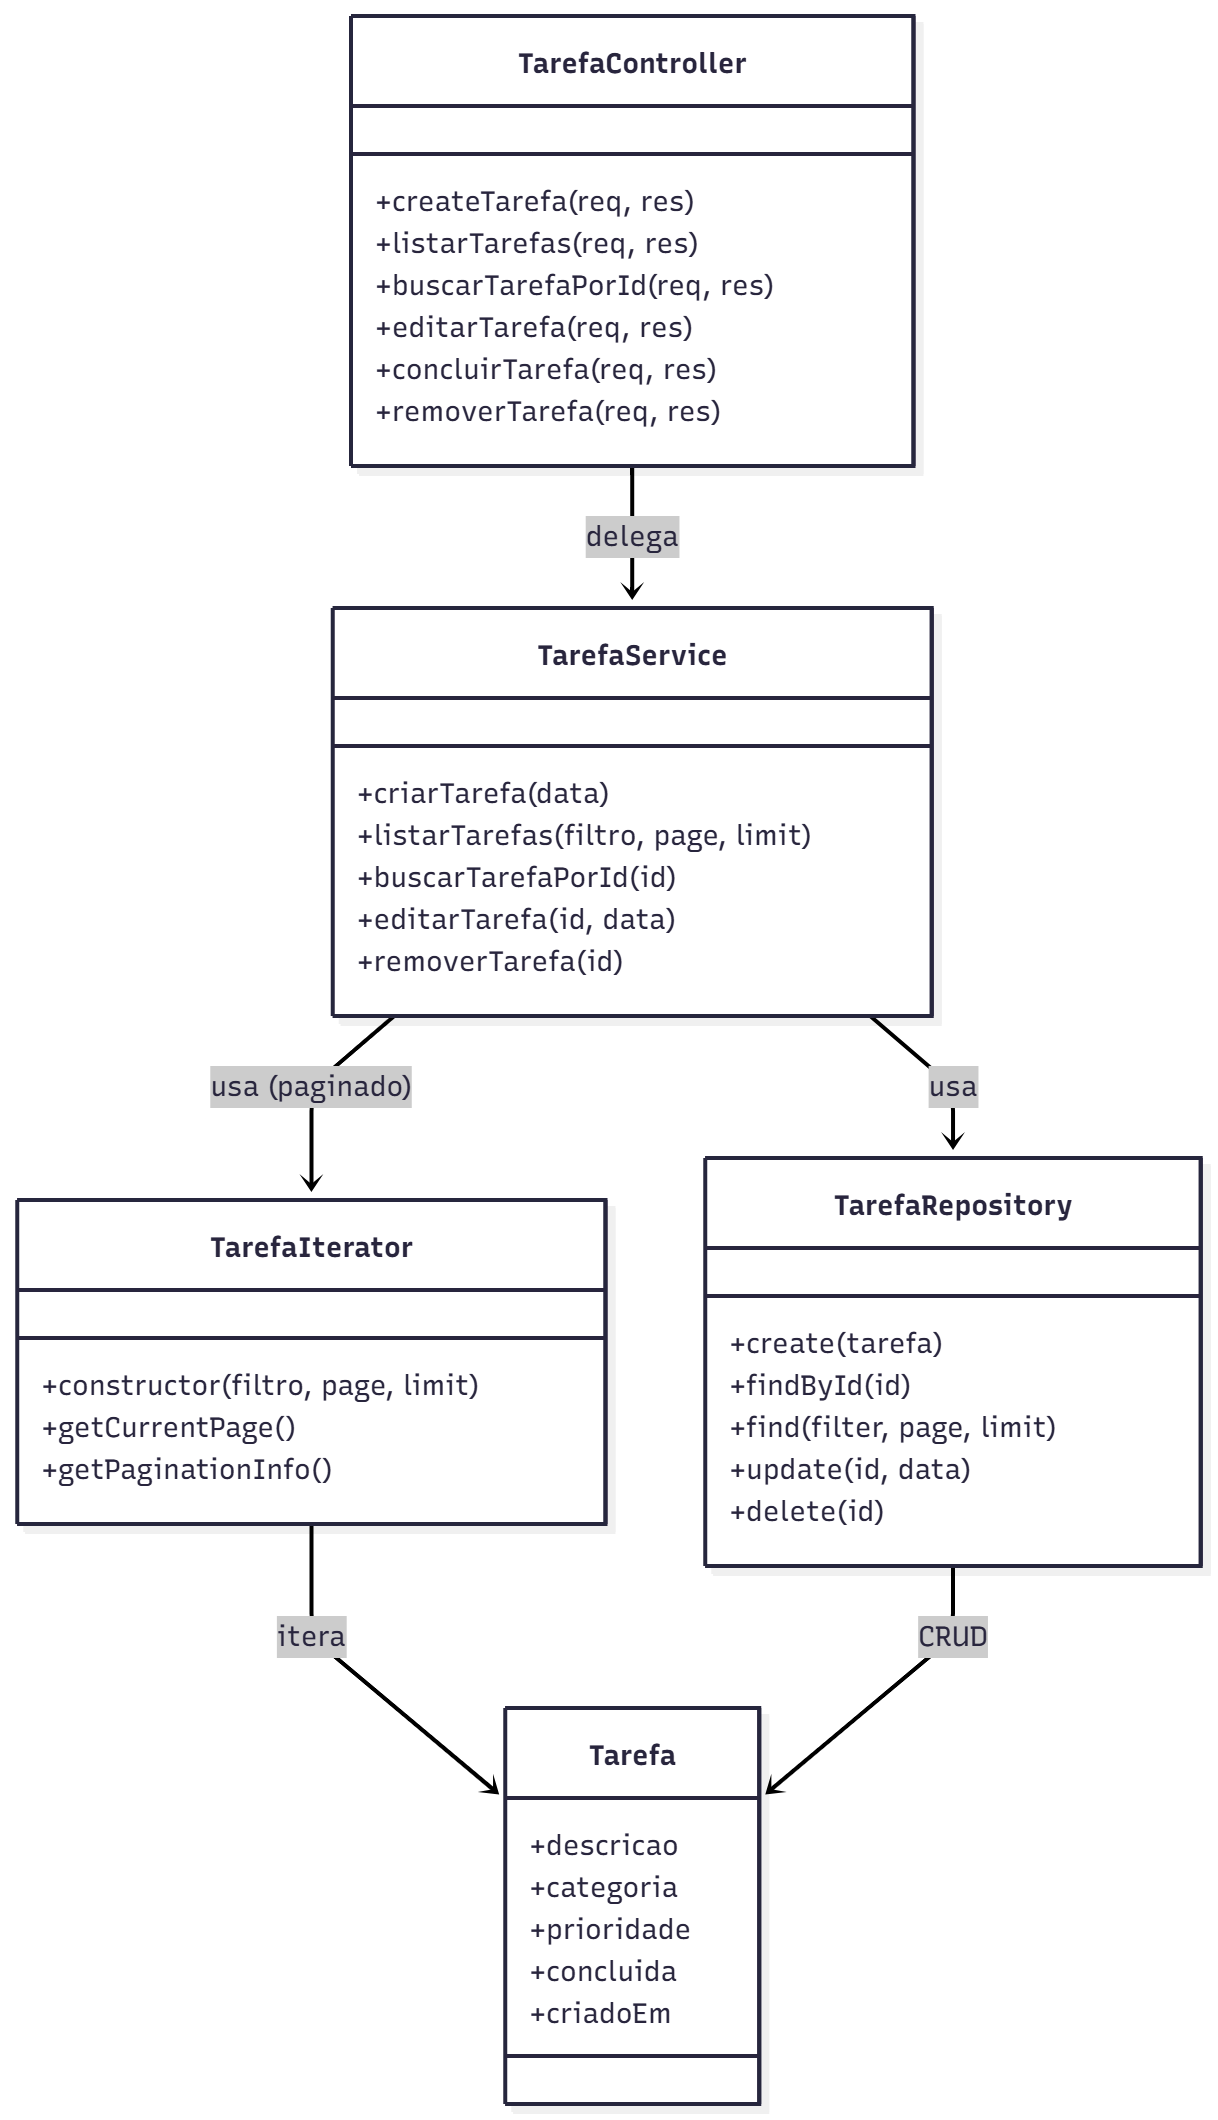 TarefaController
+createTarefa(req, res)
+listarTarefas(req, res)
+buscarTarefaPorId(req, res)
+editarTarefa(req, res)
+concluirTarefa(req, res)
+removerTarefa(req, res)
delega
TarefaService
+criarTarefa(data)
+listarTarefas(filtro, page, limit)
+buscarTarefaPorId(id)
+editarTarefa(id, data)
+removerTarefa(id)
usa (paginado)
usa
TarefaIterator
+constructor(filtro, page, limit)
+getCurrentPage()
+getPaginationInfo()
TarefaRepository
+create(tarefa)
+findById(id)
+find(filter, page, limit)
+update(id, data)
+delete(id)
itera
CRUD
Tarefa
+descricao
+categoria
+prioridade
+concluida
+criadoEm